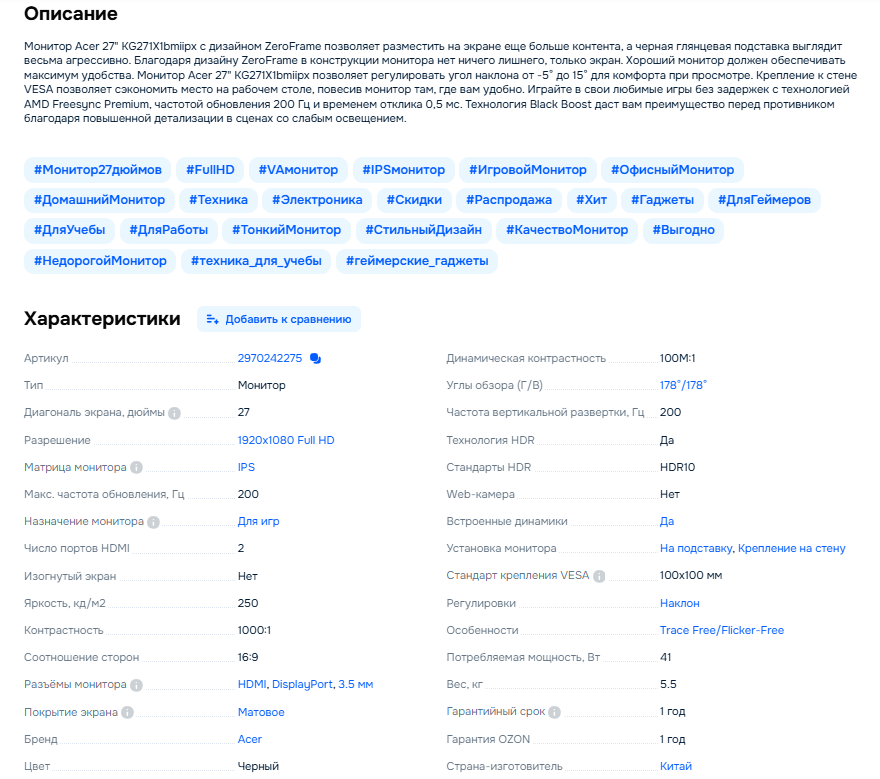 Описание
Монитор Acer 27" KG271X1bmiipx с дизайном ZeroFrame позволяет разместить на экране еще больше контента, а черная глянцевая подставка выглядит
весьма агрессивно. Благодаря дизайну ZeroFrame в конструкции монитора нет ничего лишнего, только экран. Хороший монитор должен обеспечивать
максимум удобства. Монитор Acer 27" KG271X1bmiipx позволяет регулировать угол наклона от -5° до 15° для комфорта при просмотре. Крепление к стене
VESA позволяет сэкономить место на рабочем столе, повесив монитор там, где вам удобно. Играйте в свои любимые игры без задержек с технологией
AMD Freesync Premium, частотой обновления 200 Гц и временем отклика 0,5 мс. Технология Black Boost даст вам преимущество перед противником
благодаря повышенной детализации в сценах со слабым освещением.
#Монитор27дюймов #FullHD #VAмонитор #IPSмонитор #ИгровойМонитор #ОфисныйМонитор
#ДомашнийМонитор #Техника #Электроника #Скидки #Распродажа #Хит #Гаджеты #ДляГеймеров
#ДляУчебы #ДляРаботы #ТонкийМонитор #СтильныйДизайн #КачествоМонитор #Выгодно
#НедорогойМонитор #техника_для_учебы #геймерские_гаджеты
Характеристики Добавить к сравнению
Артикул 2970242275
Тип Монитор
Диагональ экрана, дюймы 27
Разрешение 1920x1080 Full HD
Матрица монитора IPS
Макс. частота обновления, Гц 200
Назначение монитора Для игр
Число портов HDMI 2
Изогнутый экран Нет
Яркость, кд/м2 250
Контрастность 1000:1
Соотношение сторон 16:9
Разъёмы монитора HDMI, DisplayPort, 3.5 мм
Покрытие экрана Матовое
Бренд Acer
Цвет Черный
Динамическая контрастность 100M:1
Углы обзора (Г/В) 178°/178°
Частота вертикальной развертки, Гц 200
Технология HDR Да
Стандарты HDR HDR10
Web-камера Нет
Встроенные динамики Да
Установка монитора На подставку, Крепление на стену
Стандарт крепления VESA 100x100 мм
Регулировки Наклон
Особенности Trace Free/Flicker-Free
Потребляемая мощность, Вт 41
Вес, кг 5.5
Гарантийный срок 1 год
Гарантия OZON 1 год
Страна-изготовитель Китай